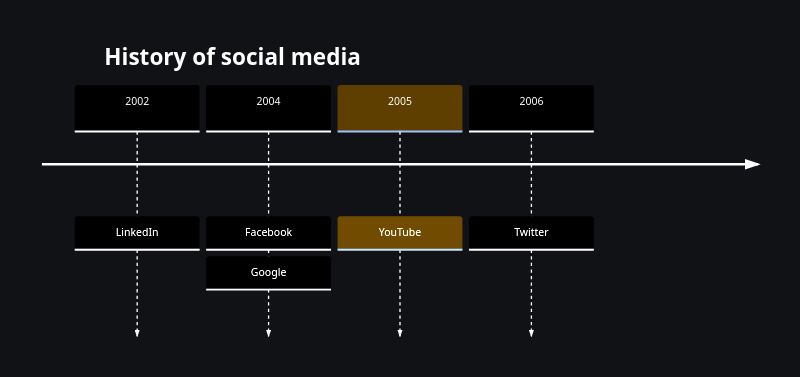 History of social media
2002
2004
2005
2006
LinkedIn
Facebook
YouTube
Twitter
Google